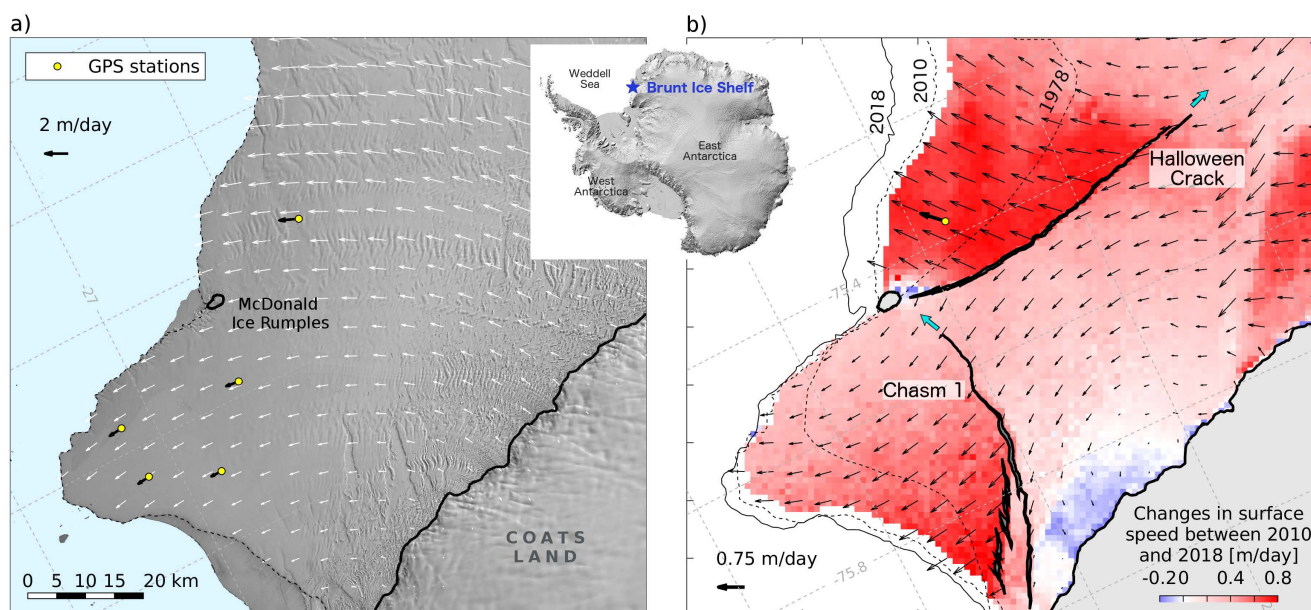 a)
GPS stations
2 m/day
-27
McDonald
Ice Rumples
COATS
LAND
0 5 10 15 20 km
Weddell
Sea
Brunt Ice Shelf
East
Antarctica
West
Antarctica
b)
2018
2010
1978
Halloween
Crack
-75.4
Chasm 1
0.75 m/day
-75.8
Changes in surface
speed between 2010
and 2018 [m/day]
-0.20 0.4 0.8